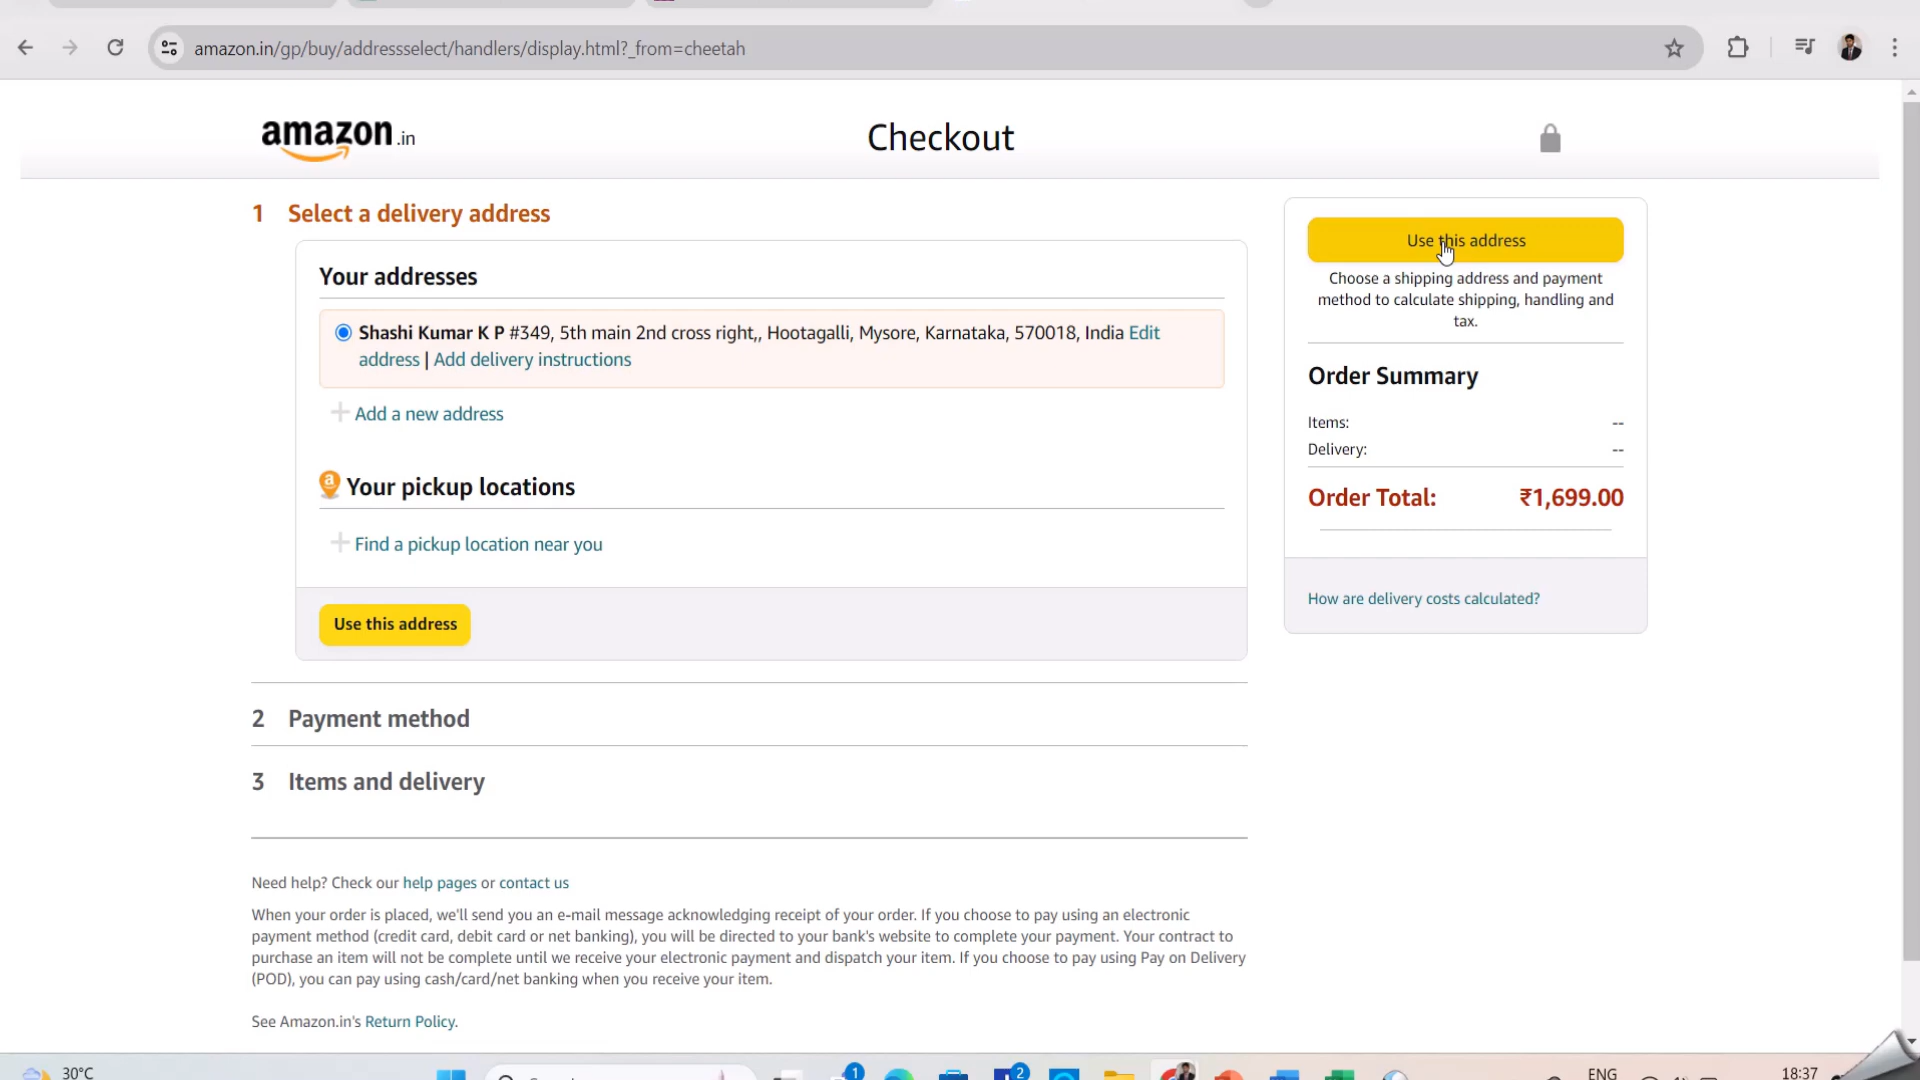 amazon.in/gp/buy/addressselect/handlers/display.html?_from=cheetah
amazon.in
Checkout
1 Select a delivery address
Your addresses
Shashi Kumar K P #349, 5th main 2nd cross right,, Hootagalli, Mysore, Karnataka, 570018, India Edit
address | Add delivery instructions
Add a new address
Your pickup locations
Find a pickup location near you
Use this address
2 Payment method
3 Items and delivery
Need help? Check our help pages or contact us
When your order is placed, we'll send you an e-mail message acknowledging receipt of your order. If you choose to pay using an electronic
payment method (credit card, debit card or net banking), you will be directed to your bank's website to complete your payment. Your contract to
purchase an item will not be complete until we receive your electronic payment and dispatch your item. If you choose to pay using Pay on Delivery
(POD), you can pay using cash/card/net banking when you receive your item.
See Amazon.in's Return Policy.
Use this address
Choose a shipping address and payment
method to calculate shipping, handling and
tax.
Order Summary
Items: --
Delivery: --
Order Total: ₹1,699.00
How are delivery costs calculated?
30°C
1
2
ENG
18:37